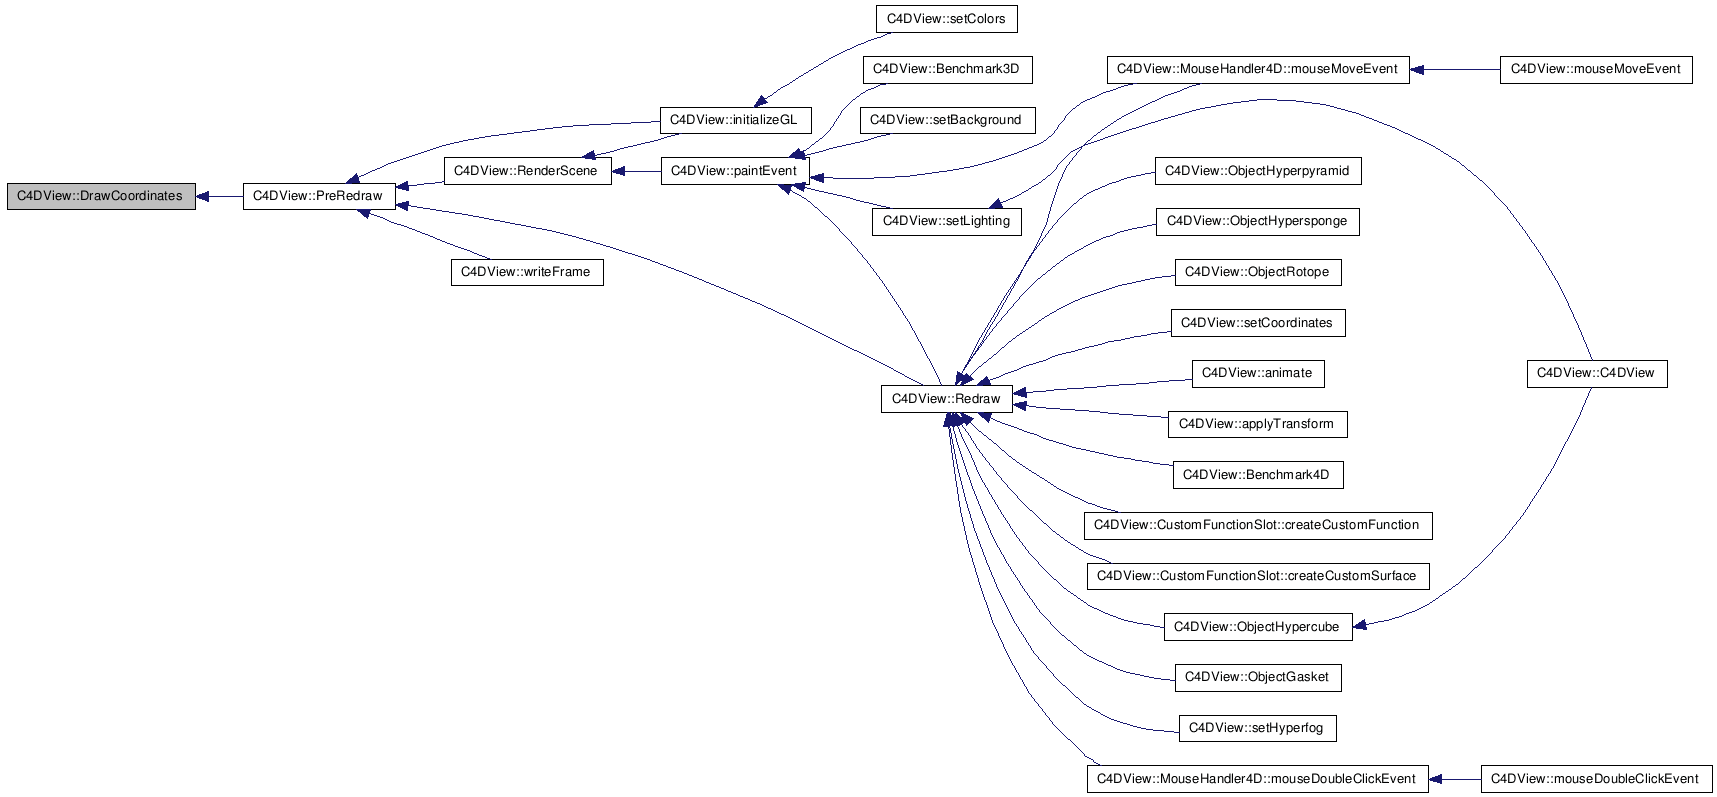 C4DView::setColors
C4DView::Benchmark3D
C4DView::MouseHandler4D::mouseMoveEvent
C4DView::mouseMoveEvent
C4DView::initializeGL
C4DView::setBackground
C4DView::RenderScene
C4DView::paintEvent
C4DView::ObjectHyperpyramid
C4DView::DrawCoordinates
C4DView::PreRedraw
C4DView::setLighting
C4DView::ObjectHypersponge
C4DView::writeFrame
C4DView::ObjectRotope
C4DView::setCoordinates
C4DView::animate
C4DView::C4DView
C4DView::Redraw
C4DView::applyTransform
C4DView::Benchmark4D
C4DView::CustomFunctionSlot::createCustomFunction
C4DView::CustomFunctionSlot::createCustomSurface
C4DView::ObjectHypercube
C4DView::ObjectGasket
C4DView::setHyperfog
C4DView::MouseHandler4D::mouseDoubleClickEvent
C4DView::mouseDoubleClickEvent